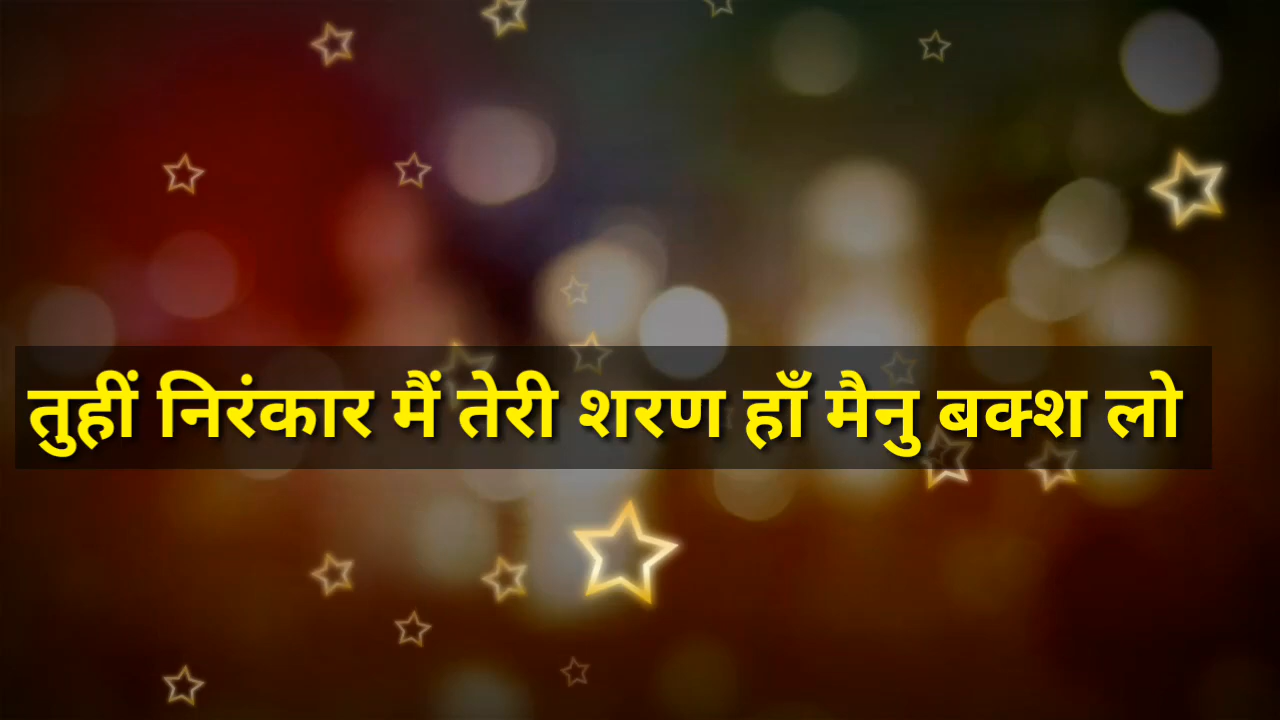 तुहीं निरंकार मैं तेरी शरण हाँ मैनु बक्श लो